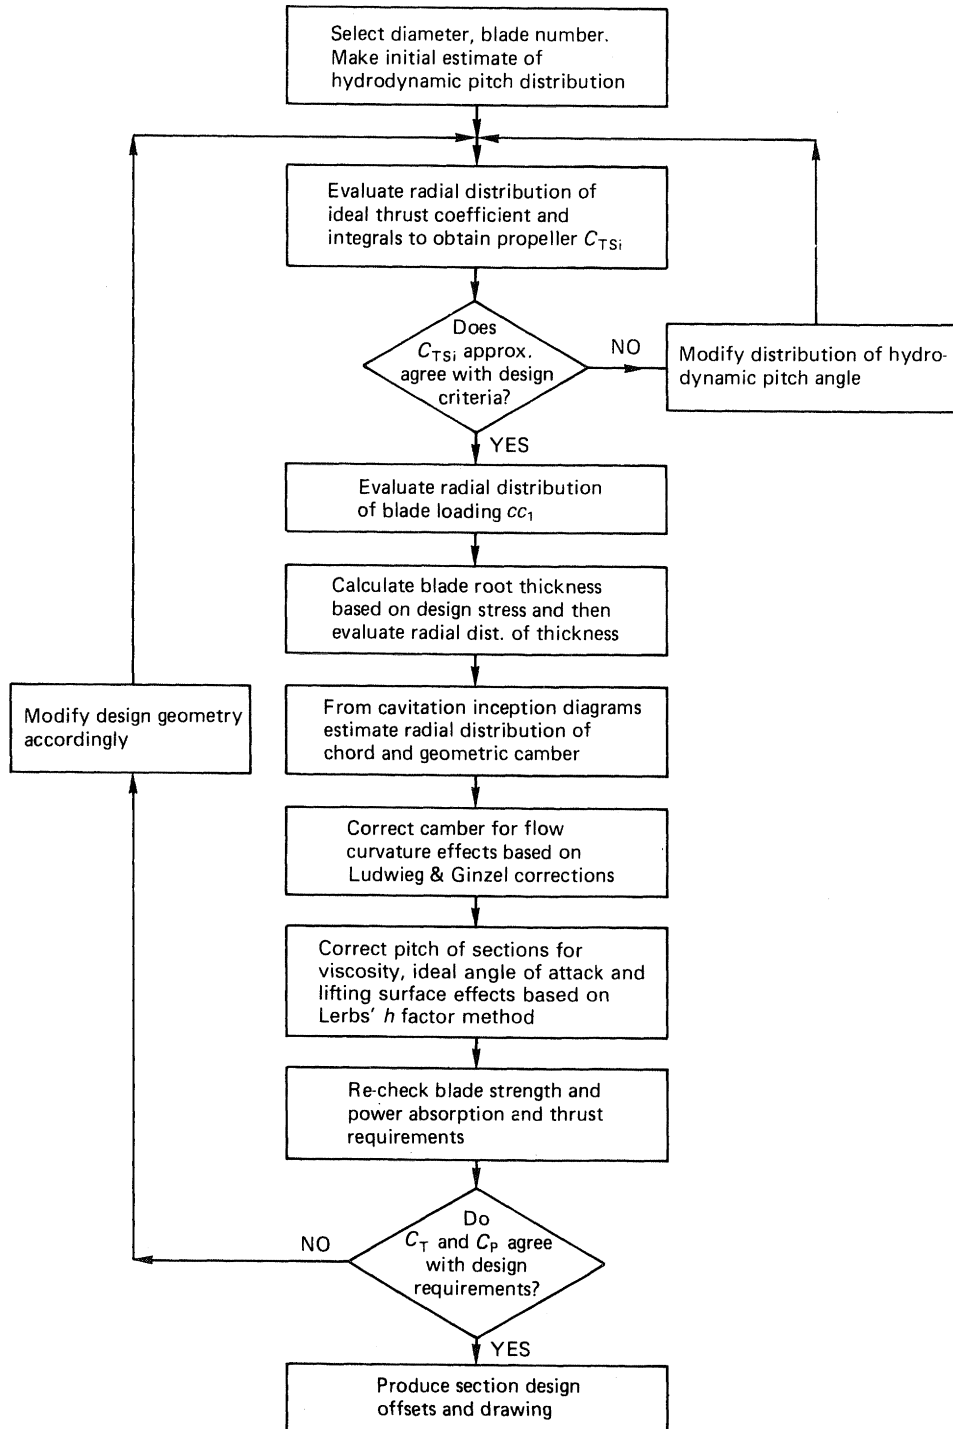 Select diameter, blade number.
Make initial estimate of
hydrodynamic pitch distribution
Evaluate radial distribution of
ideal thrust coefficient and
integrals to obtain propeller C_TSi
Does
C_TSi approx.
agree with design
criteria?
NO
Modify distribution of hydro-
dynamic pitch angle
YES
Evaluate radial distribution
of blade loading cc₁
Calculate blade root thickness
based on design stress and then
evaluate radial dist. of thickness
From cavitation inception diagrams
estimate radial distribution of
chord and geometric camber
Modify design geometry
accordingly
Correct camber for flow
curvature effects based on
Ludwieg & Ginzel corrections
Correct pitch of sections for
viscosity, ideal angle of attack and
lifting surface effects based on
Lerbs' h factor method
Re-check blade strength and
power absorption and thrust
requirements
Do
C_T and C_P agree
with design
requirements?
NO
YES
Produce section design
offsets and drawing